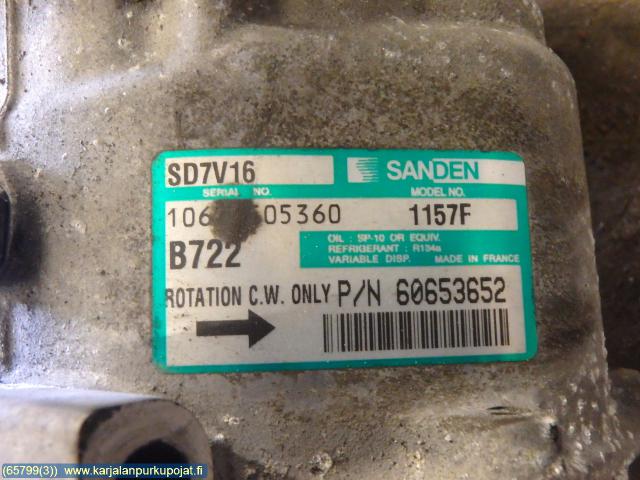 SD7V16
SANDEN
SERIAL NO.
MODEL NO.
05360
1157F
B722
OIL : SP-10 OR EQUIV.
REFRIGERANT : R134a
VARIABLE DISP. MADE IN FRANCE
ROTATION C.W. ONLY P/N 60653652
(65799(3)) www.karjalanpurkupojat.fi